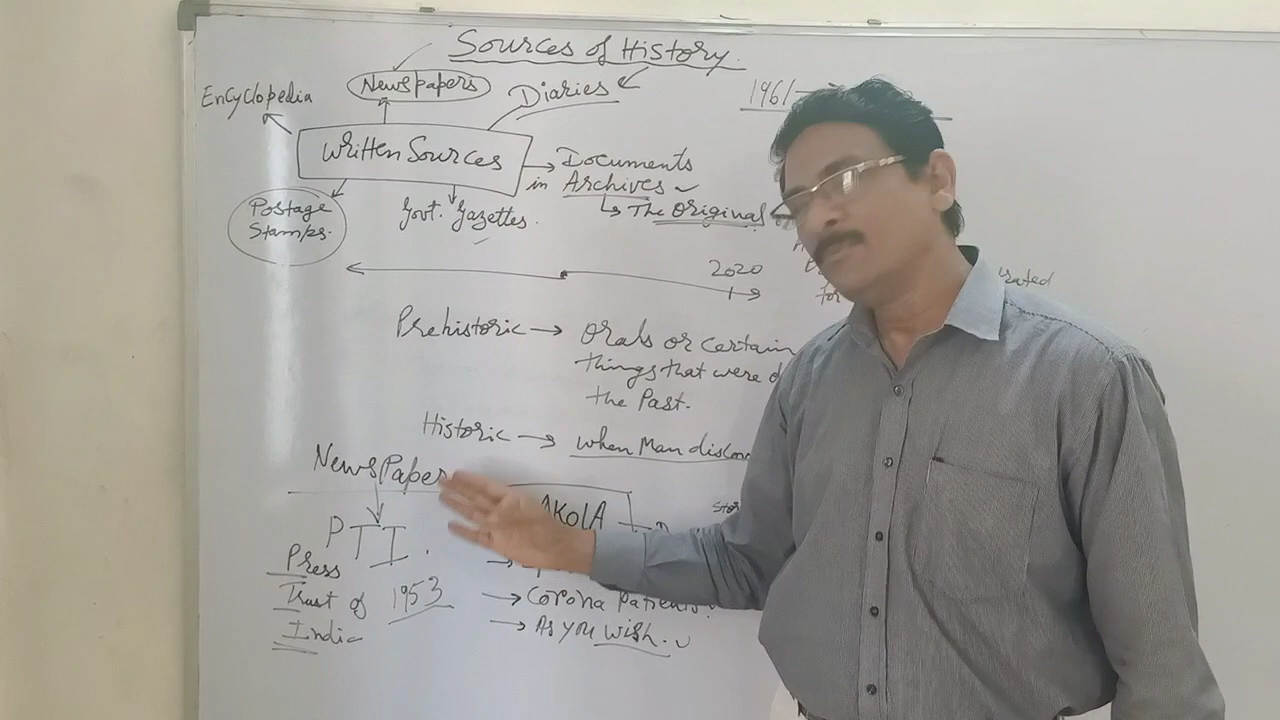 Sources of History.
Encyclopedia
Newspapers
Diaries
1961
Written Sources
Documents
in Archives
The Original
Postage
Stamps.
Govt. Gazettes.
2020
for
Prehistoric → Orals or certain
things that were
the Past.
Historic → when Man
NewsPaper
AKOLA
PTI.
Press
Trust of 1953
India
→ Corona Patients.
→ As you wish.